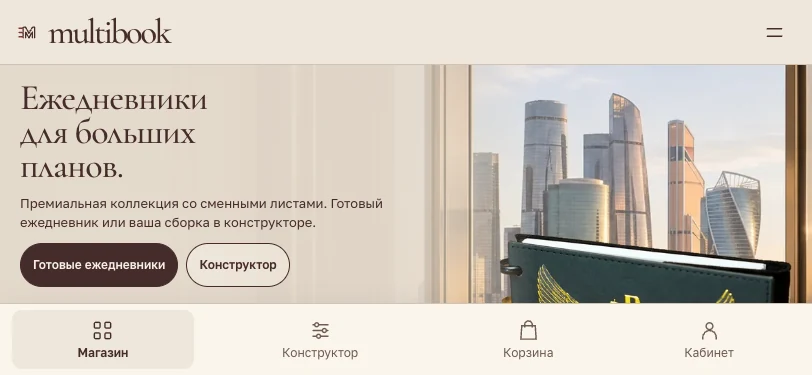 multibook
Ежедневники
для больших
планов.
Премиальная коллекция со сменными листами. Готовый
ежедневник или ваша сборка в конструкторе.
Готовые ежедневники
Конструктор
Магазин
Конструктор
Корзина
Кабинет